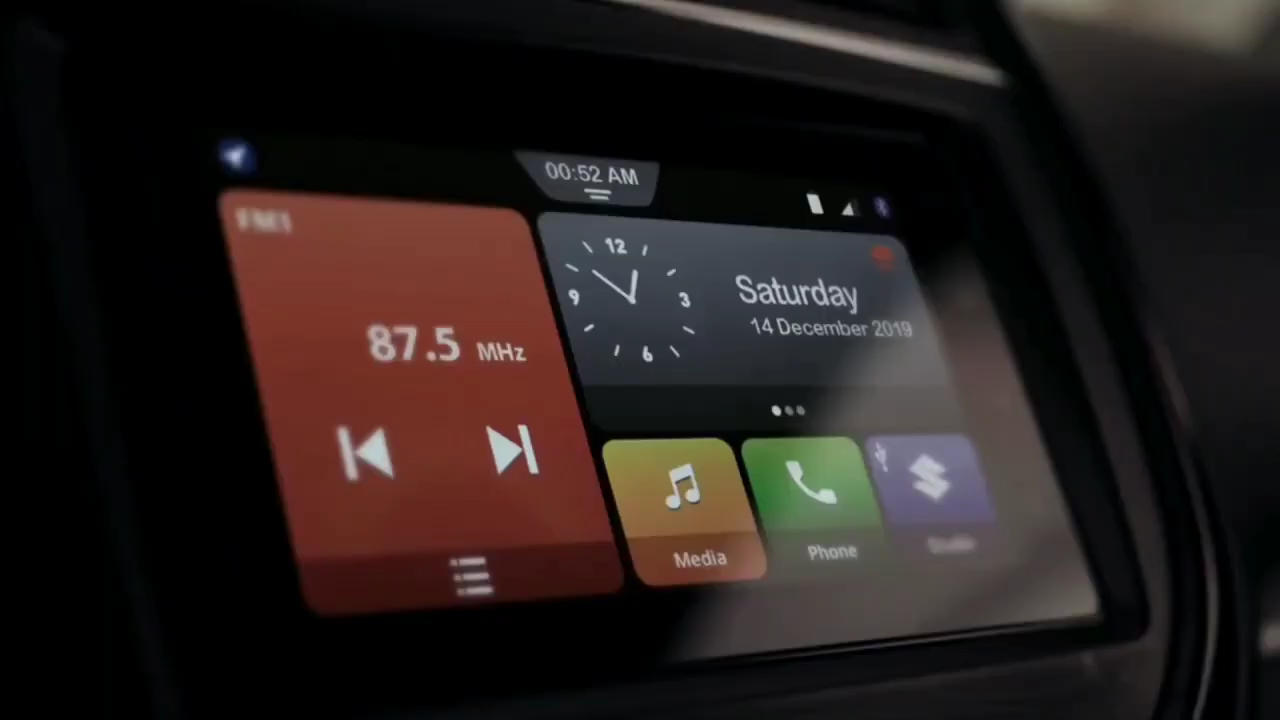 00:52 AM
FM1
87.5 MHz
12
9
3
6
Saturday
14 December 2019
Media
Phone